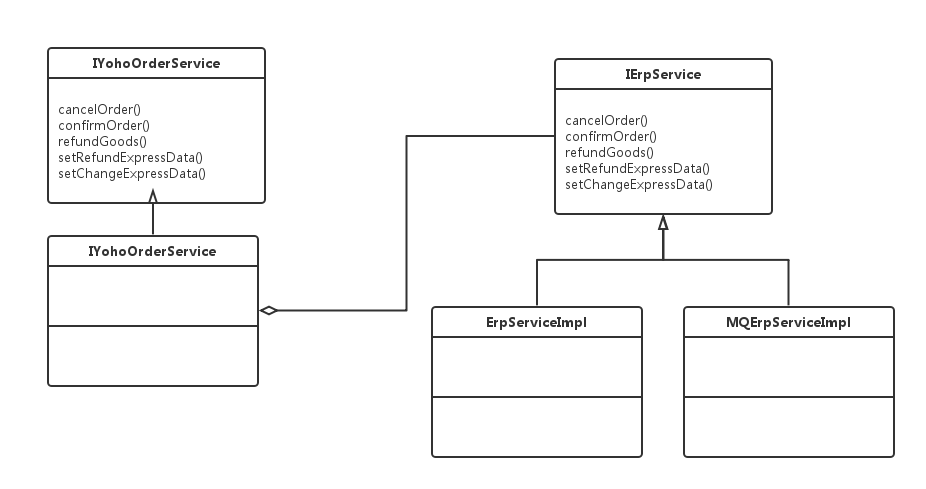 IYohoOrderService
cancelOrder()
confirmOrder()
refundGoods()
setRefundExpressData()
setChangeExpressData()
IYohoOrderService
IErpService
cancelOrder()
confirmOrder()
refundGoods()
setRefundExpressData()
setChangeExpressData()
ErpServiceImpl
MQErpServiceImpl